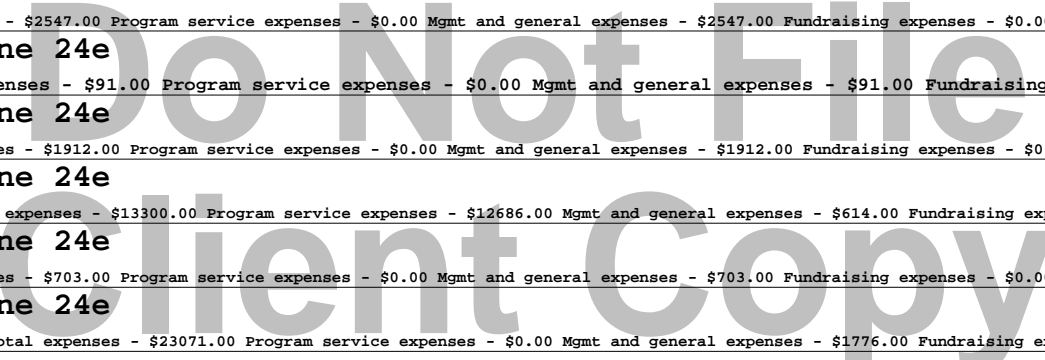 - $2547.00 Program service expenses - $0.00 Mgmt and general expenses - $2547.00 Fundraising expenses - $0.00
ne 24e
enses - $91.00 Program service expenses - $0.00 Mgmt and general expenses - $91.00 Fundraising
ne 24e
es - $1912.00 Program service expenses - $0.00 Mgmt and general expenses - $1912.00 Fundraising expenses - $0
ne 24e
expenses - $13300.00 Program service expenses - $12686.00 Mgmt and general expenses - $614.00 Fundraising exp
ne 24e
es - $703.00 Program service expenses - $0.00 Mgmt and general expenses - $703.00 Fundraising expenses - $0.00
ne 24e
otal expenses - $23071.00 Program service expenses - $0.00 Mgmt and general expenses - $1776.00 Fundraising ex
Do Not File
Client Copy